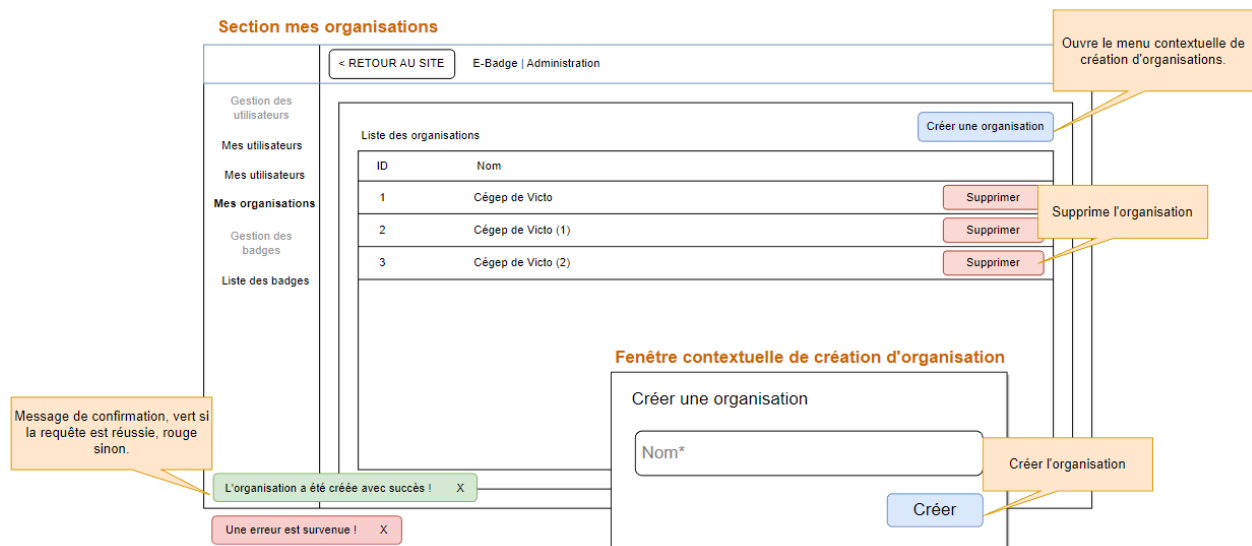 Section mes organisations
Ouvre le menu contextuelle de
création d'organisations.
< RETOUR AU SITE
E-Badge | Administration
Gestion des
utilisateurs
Mes utilisateurs
Mes utilisateurs
Mes organisations
Gestion des
badges
Liste des badges
Liste des organisations
Créer une organisation
ID Nom
1 Cégep de Victo Supprimer
2 Cégep de Victo (1) Supprimer
3 Cégep de Victo (2) Supprimer
Supprime l'organisation
Fenêtre contextuelle de création d'organisation
Créer une organisation
Nom*
Créer l'organisation
Créer
Message de confirmation, vert si
la requête est réussie, rouge
sinon.
L'organisation a été créée avec succès ! X
Une erreur est survenue ! X